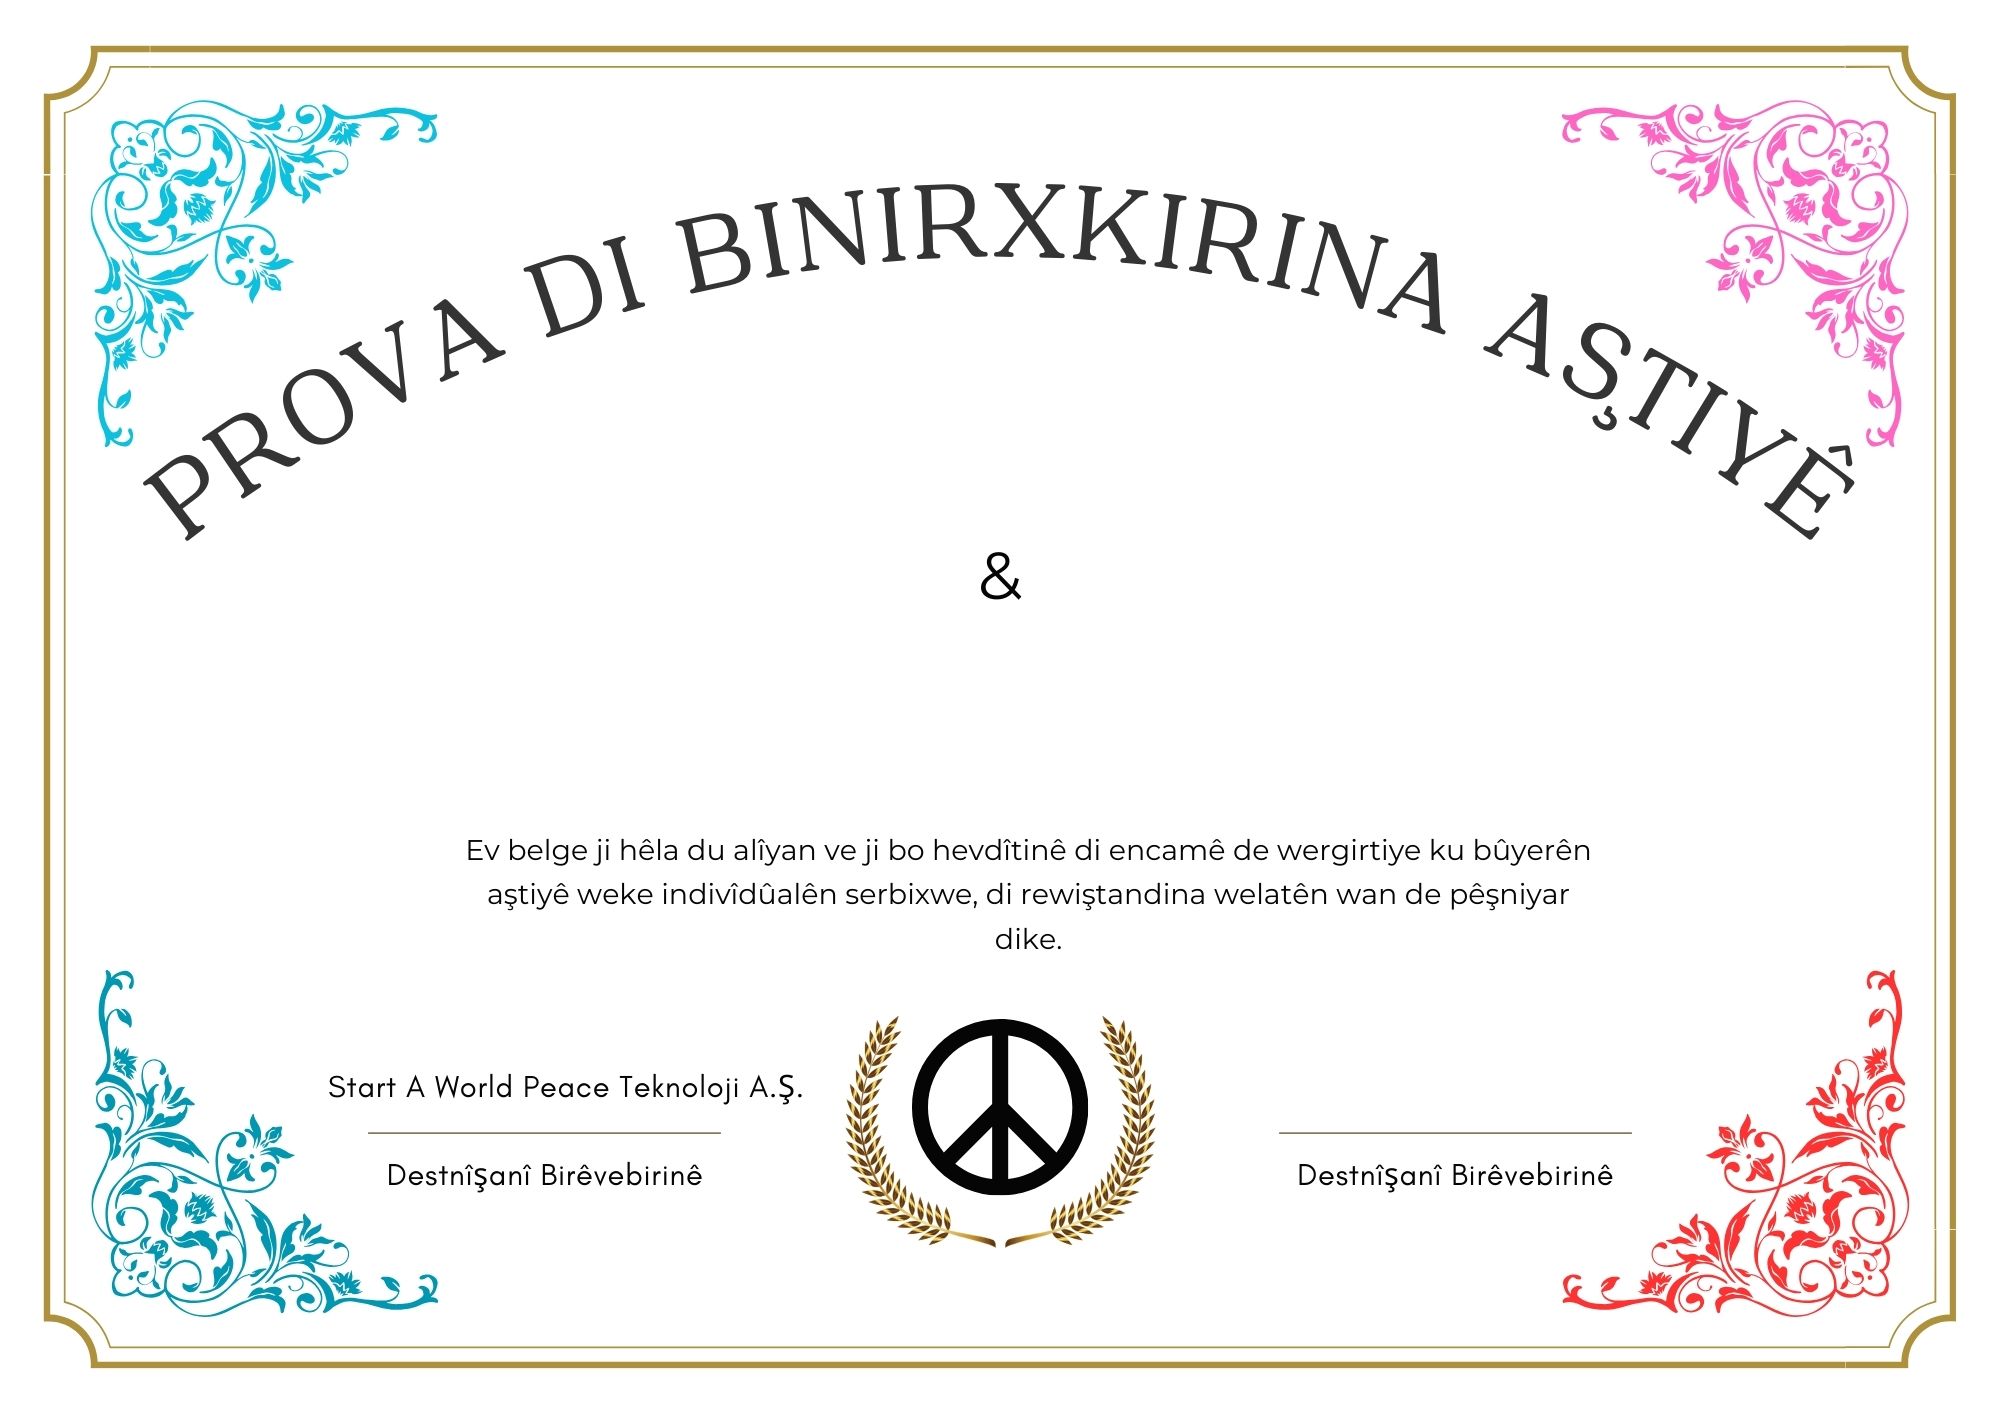 PROVA DI BINIRXKIRINA AŞTIYÊ
&
Ev belge ji hêla du alîyan ve ji bo hevdîtinê di encamê de wergirtiye ku bûyerên
aştiyê weke indivîdûalên serbixwe, di rewiştandina welatên wan de pêşniyar
dike.
Start A World Peace Teknoloji A.Ş.
Destnîşanî Birêvebirinê
Destnîşanî Birêvebirinê